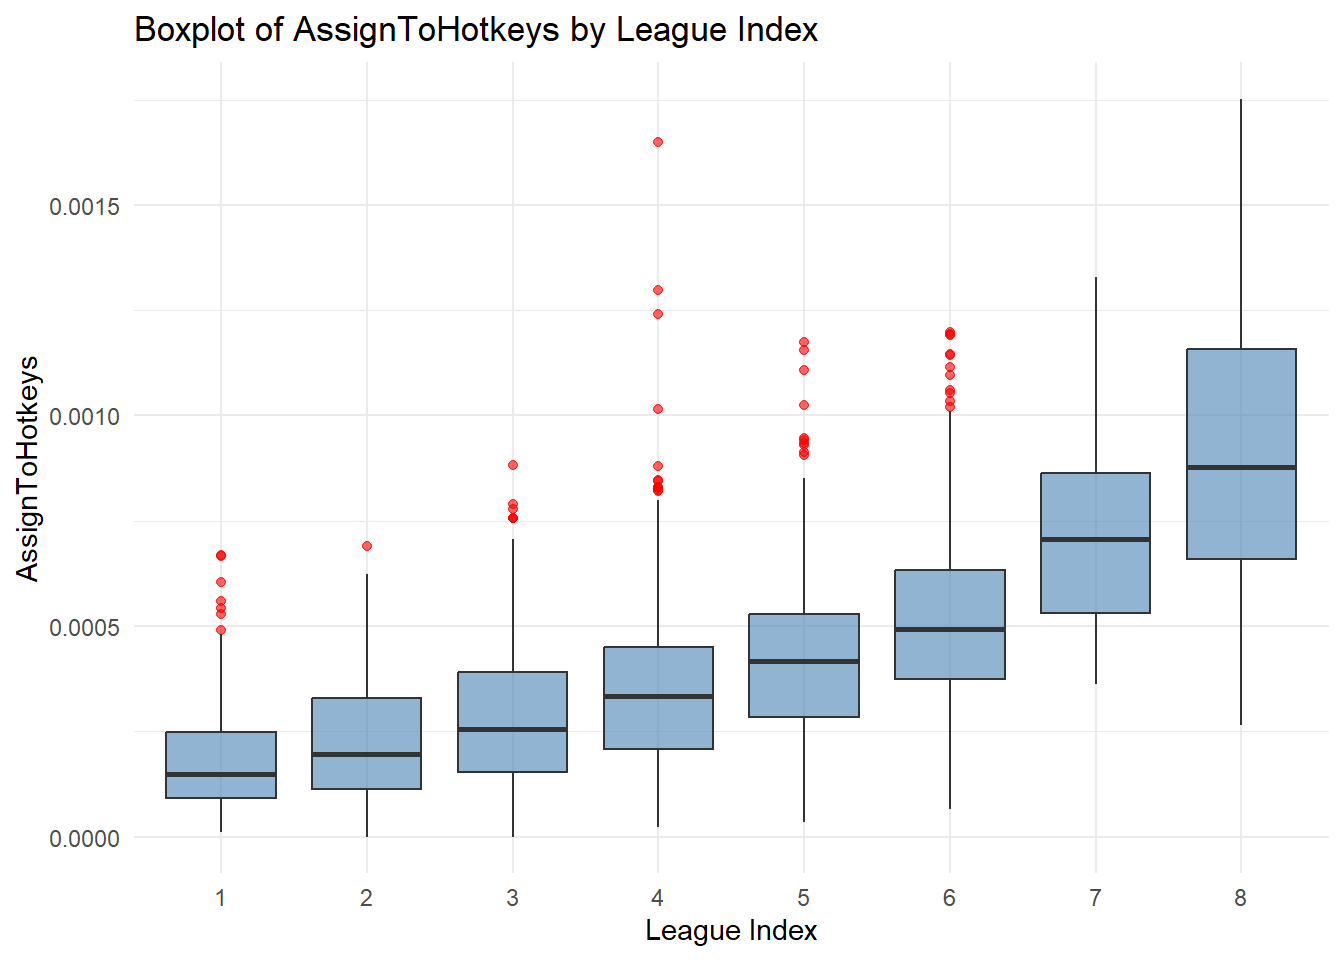 Boxplot of AssignToHotkeys by League Index
AssignToHotkeys
0.0015
0.0010
0.0005
0.0000
1 2 3 4 5 6 7 8
League Index